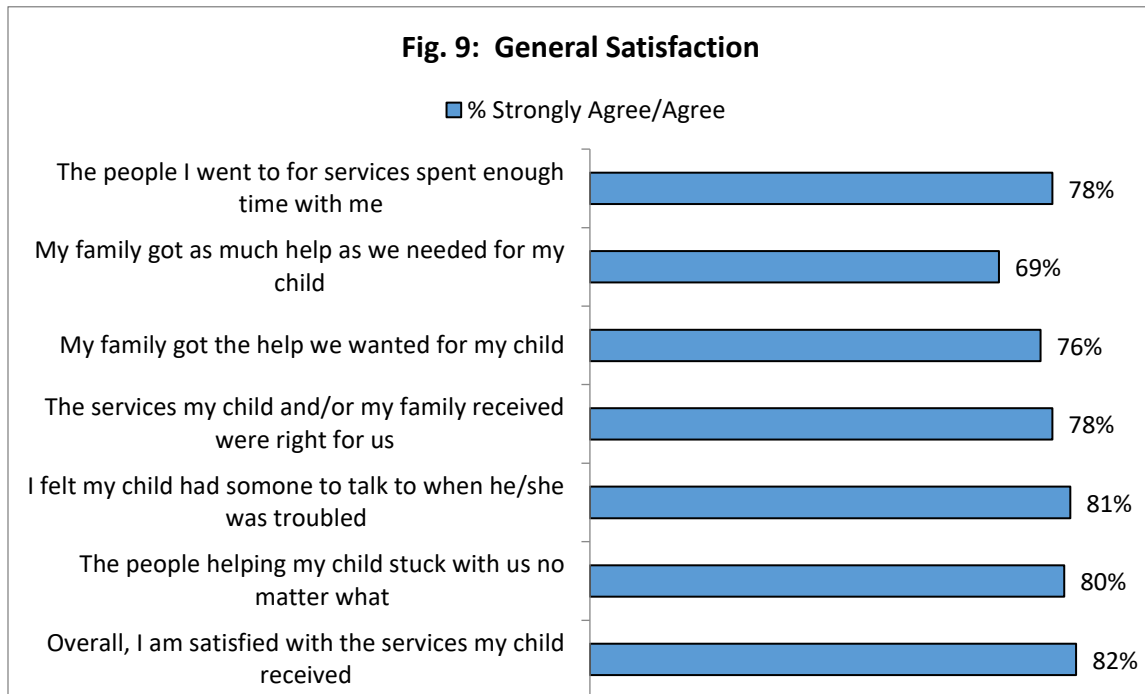 Fig. 9:  General Satisfaction
% Strongly Agree/Agree
The people I went to for services spent enough
time with me
78%
My family got as much help as we needed for my
child
69%
My family got the help we wanted for my child
76%
The services my child and/or my family received
were right for us
78%
I felt my child had somone to talk to when he/she
was troubled
81%
The people helping my child stuck with us no
matter what
80%
Overall, I am satisfied with the services my child
received
82%